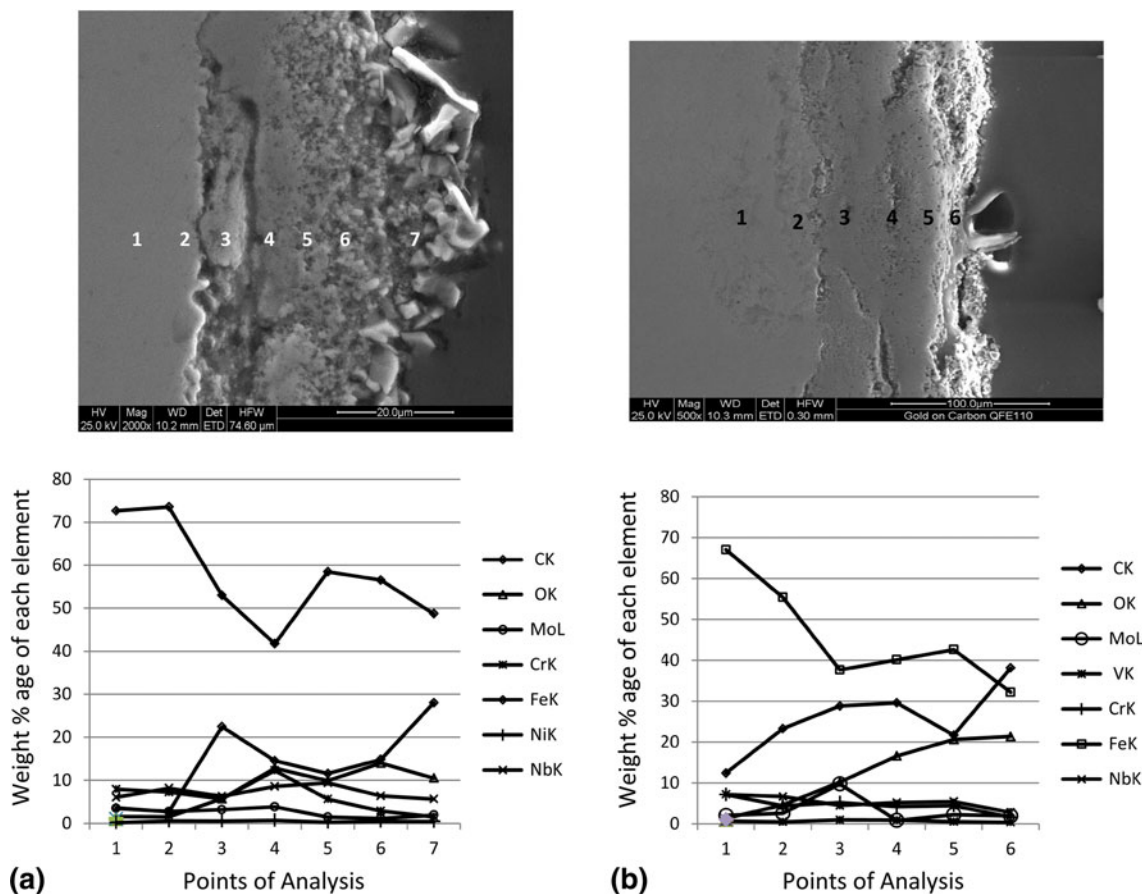 1 2 3 4 5 6 7
HV Mag WD Det HFW 20.0μm
25.0 kV 2000x 10.2 mm ETD 74.60 μm
1 2 3 4 5 6
HV Mag WD Det HFW 100.0μm
25.0 kV 500x 10.3 mm ETD 0.30 mm Gold on Carbon QFE110
Weight % age of each element
80
70
60
50
40
30
20
10
0
1 2 3 4 5 6 7
Points of Analysis
CK
OK
MoL
CrK
FeK
NiK
NbK
(a)
Weight % age of each element
80
70
60
50
40
30
20
10
0
1 2 3 4 5 6
Points of Analysis
CK
OK
MoL
VK
CrK
FeK
NbK
(b)